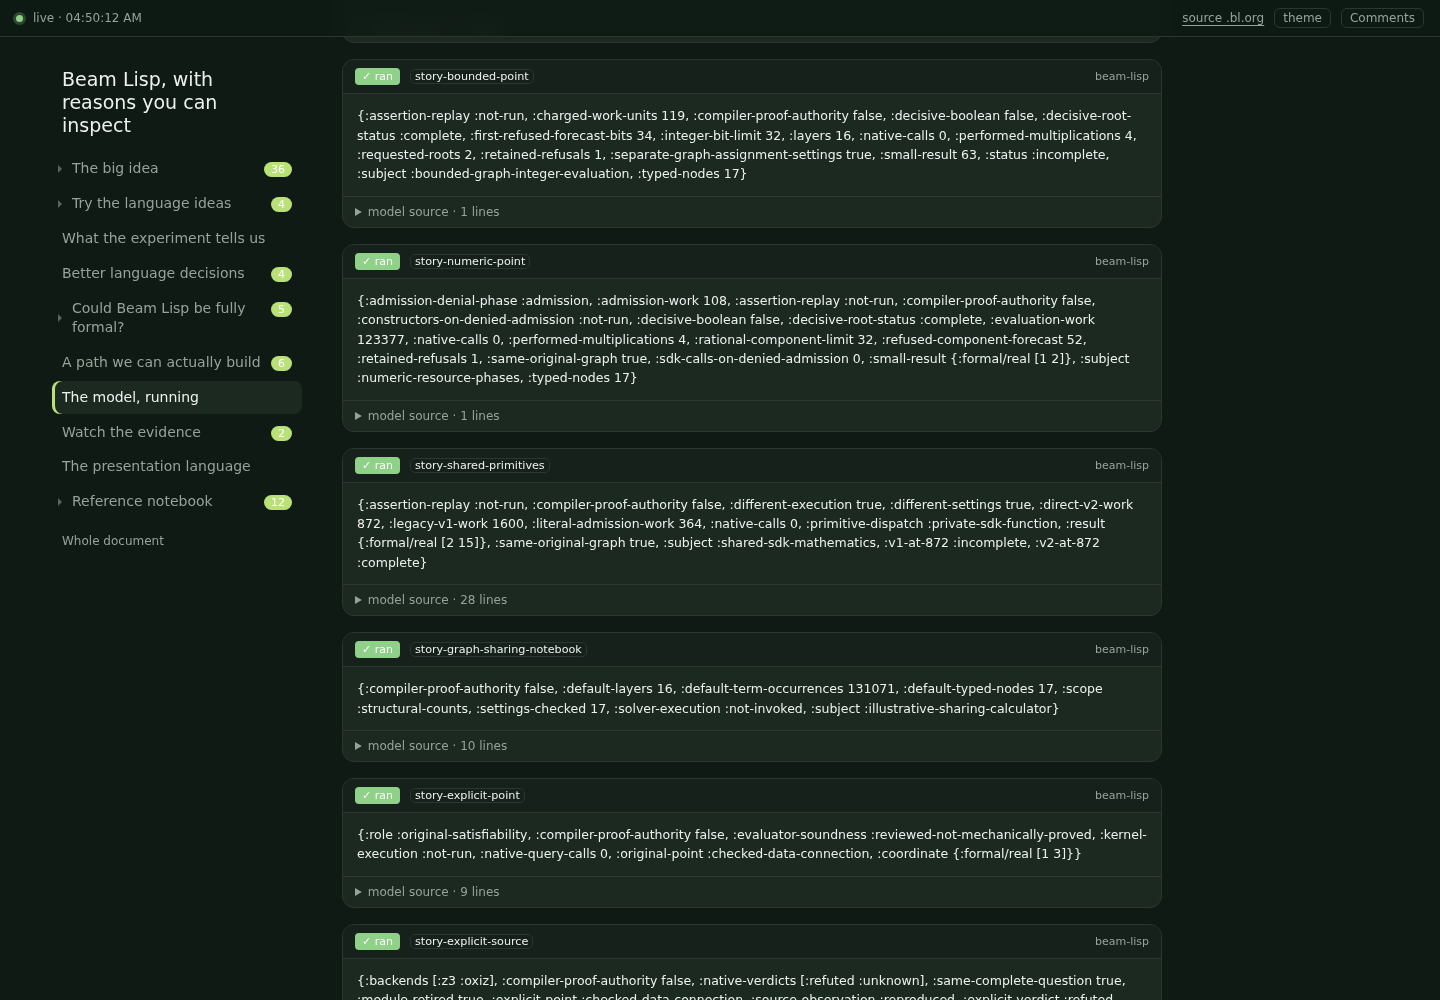 live · 04:50:12 AM
source .bl.org
theme
Comments
Beam Lisp, with
reasons you can
inspect
The big idea
36
Try the language ideas
4
What the experiment tells us
Better language decisions
4
Could Beam Lisp be fully
formal?
5
A path we can actually build
6
The model, running
Watch the evidence
2
The presentation language
Reference notebook
12
Whole document
✓ ran
story-bounded-point
beam-lisp
{:assertion-replay :not-run, :charged-work-units 119, :compiler-proof-authority false, :decisive-boolean false, :decisive-root-
status :complete, :first-refused-forecast-bits 34, :integer-bit-limit 32, :layers 16, :native-calls 0, :performed-multiplications 4,
:requested-roots 2, :retained-refusals 1, :separate-graph-assignment-settings true, :small-result 63, :status :incomplete,
:subject :bounded-graph-integer-evaluation, :typed-nodes 17}
▶ model source · 1 lines
✓ ran
story-numeric-point
beam-lisp
{:admission-denial-phase :admission, :admission-work 108, :assertion-replay :not-run, :compiler-proof-authority false,
:constructors-on-denied-admission :not-run, :decisive-boolean false, :decisive-root-status :complete, :evaluation-work
123377, :native-calls 0, :performed-multiplications 4, :rational-component-limit 32, :refused-component-forecast 52,
:retained-refusals 1, :same-original-graph true, :sdk-calls-on-denied-admission 0, :small-result {:formal/real [1 2]}, :subject
:numeric-resource-phases, :typed-nodes 17}
▶ model source · 1 lines
✓ ran
story-shared-primitives
beam-lisp
{:assertion-replay :not-run, :compiler-proof-authority false, :different-execution true, :different-settings true, :direct-v2-work
872, :legacy-v1-work 1600, :literal-admission-work 364, :native-calls 0, :primitive-dispatch :private-sdk-function, :result
{:formal/real [2 15]}, :same-original-graph true, :subject :shared-sdk-mathematics, :v1-at-872 :incomplete, :v2-at-872
:complete}
▶ model source · 28 lines
✓ ran
story-graph-sharing-notebook
beam-lisp
{:compiler-proof-authority false, :default-layers 16, :default-term-occurrences 131071, :default-typed-nodes 17, :scope
:structural-counts, :settings-checked 17, :solver-execution :not-invoked, :subject :illustrative-sharing-calculator}
▶ model source · 10 lines
✓ ran
story-explicit-point
beam-lisp
{:role :original-satisfiability, :compiler-proof-authority false, :evaluator-soundness :reviewed-not-mechanically-proved, :kernel-
execution :not-run, :native-query-calls 0, :original-point :checked-data-connection, :coordinate {:formal/real [1 3]}}
▶ model source · 9 lines
✓ ran
story-explicit-source
beam-lisp
{:backends [:z3 :oxiz], :compiler-proof-authority false, :native-verdicts [:refuted :unknown], :same-complete-question true,
:module-retired true, :explicit-point :checked-data-connection, :source-observation :reproduced, :explicit-verdict :refuted,